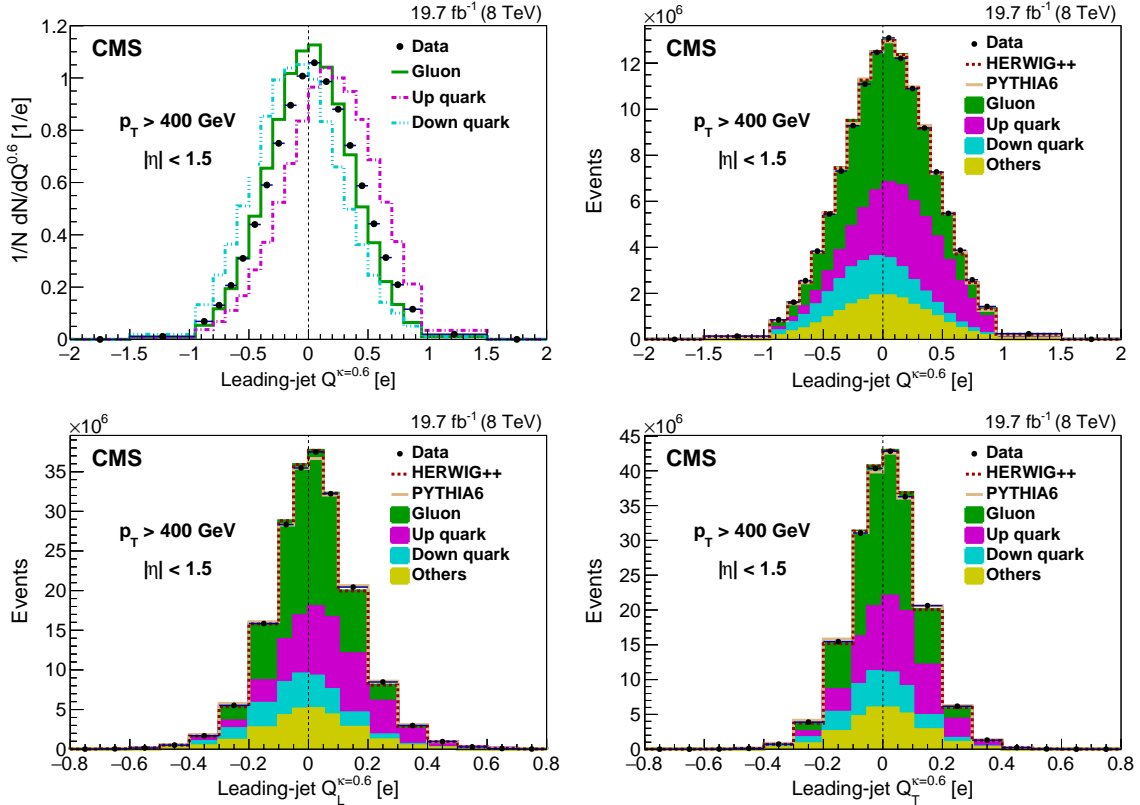 19.7 fb⁻¹ (8 TeV)
CMS
Data
Gluon
Up quark
Down quark
p_T > 400 GeV
|η| < 1.5
1/N dN/dQ^0.6 [1/e]
0 0.2 0.4 0.6 0.8 1 1.2
−2 −1.5 −1 −0.5 0 0.5 1 1.5 2
Leading-jet Q^κ=0.6 [e]
×10⁶
19.7 fb⁻¹ (8 TeV)
CMS
Data
HERWIG++
PYTHIA6
Gluon
Up quark
Down quark
Others
p_T > 400 GeV
|η| < 1.5
Events
0 2 4 6 8 10 12
−2 −1.5 −1 −0.5 0 0.5 1 1.5 2
Leading-jet Q^κ=0.6 [e]
×10⁶
19.7 fb⁻¹ (8 TeV)
CMS
Data
HERWIG++
PYTHIA6
Gluon
Up quark
Down quark
Others
p_T > 400 GeV
|η| < 1.5
Events
0 5 10 15 20 25 30 35
−0.8 −0.6 −0.4 −0.2 0 0.2 0.4 0.6 0.8
Leading-jet Q_L^κ=0.6 [e]
×10⁶
19.7 fb⁻¹ (8 TeV)
CMS
Data
HERWIG++
PYTHIA6
Gluon
Up quark
Down quark
Others
p_T > 400 GeV
|η| < 1.5
Events
0 5 10 15 20 25 30 35 40 45
−0.8 −0.6 −0.4 −0.2 0 0.2 0.4 0.6 0.8
Leading-jet Q_T^κ=0.6 [e]